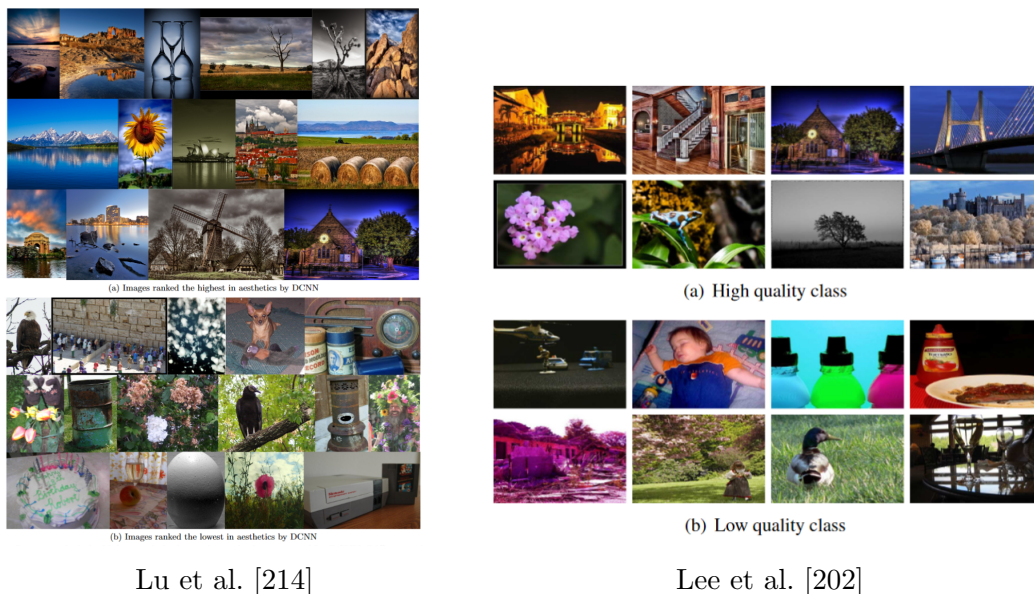 (a) Images ranked the highest in aesthetics by DCNN
(b) Images ranked the lowest in aesthetics by DCNN
Lu et al. [214]
(a) High quality class
(b) Low quality class
Lee et al. [202]